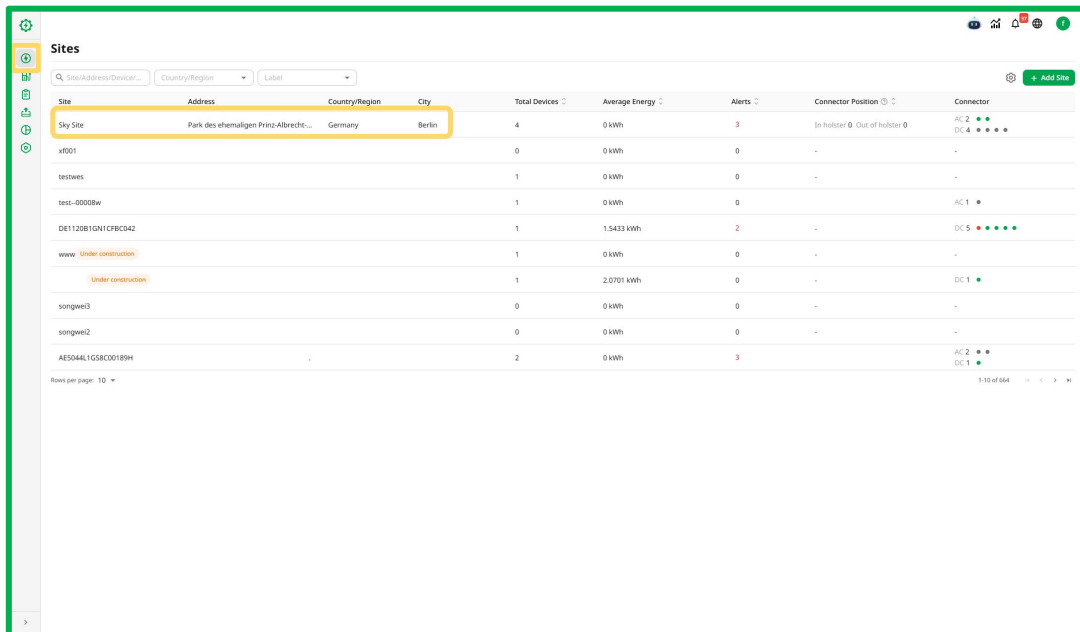 57
f
Sites
Site/Address/Device/...
Country/Region
Label
+ Add Site
Site Address Country/Region City Total Devices Average Energy Alerts Connector Position Connector
Sky Site Park des ehemaligen Prinz-Albrecht-... Germany Berlin 4 0 kWh 3 In holster 0 Out of holster 0 AC 2
DC 4
xf001 0 0 kWh 0 - -
testwes 1 0 kWh 0 - -
test--00008w 1 0 kWh 0 AC 1
DE1120B1GN1CFBC042 1 1.5433 kWh 2 - DC 5
www Under construction 1 0 kWh 0 - -
Under construction 1 2.0701 kWh 0 - DC 1
songwei3 0 0 kWh 0 - -
songwei2 0 0 kWh 0 - -
AE5044L1GS8C00189H 2 0 kWh 3 AC 2
DC 1
Rows per page: 10 1-10 of 664